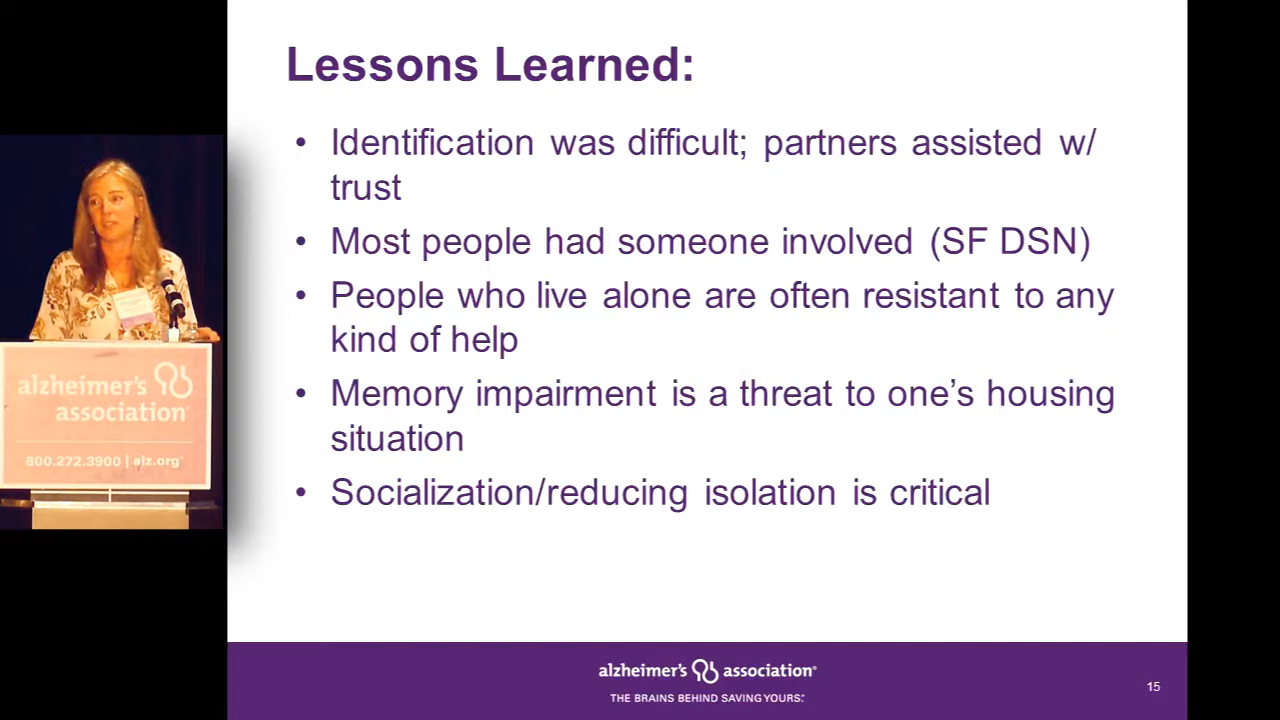 Lessons Learned:
• Identification was difficult; partners assisted w/
trust
• Most people had someone involved (SF DSN)
• People who live alone are often resistant to any
kind of help
• Memory impairment is a threat to one’s housing
situation
• Socialization/reducing isolation is critical
alzheimer's
association®
800.272.3900 | alz.org®
alzheimer's association®
THE BRAINS BEHIND SAVING YOURS.™
15